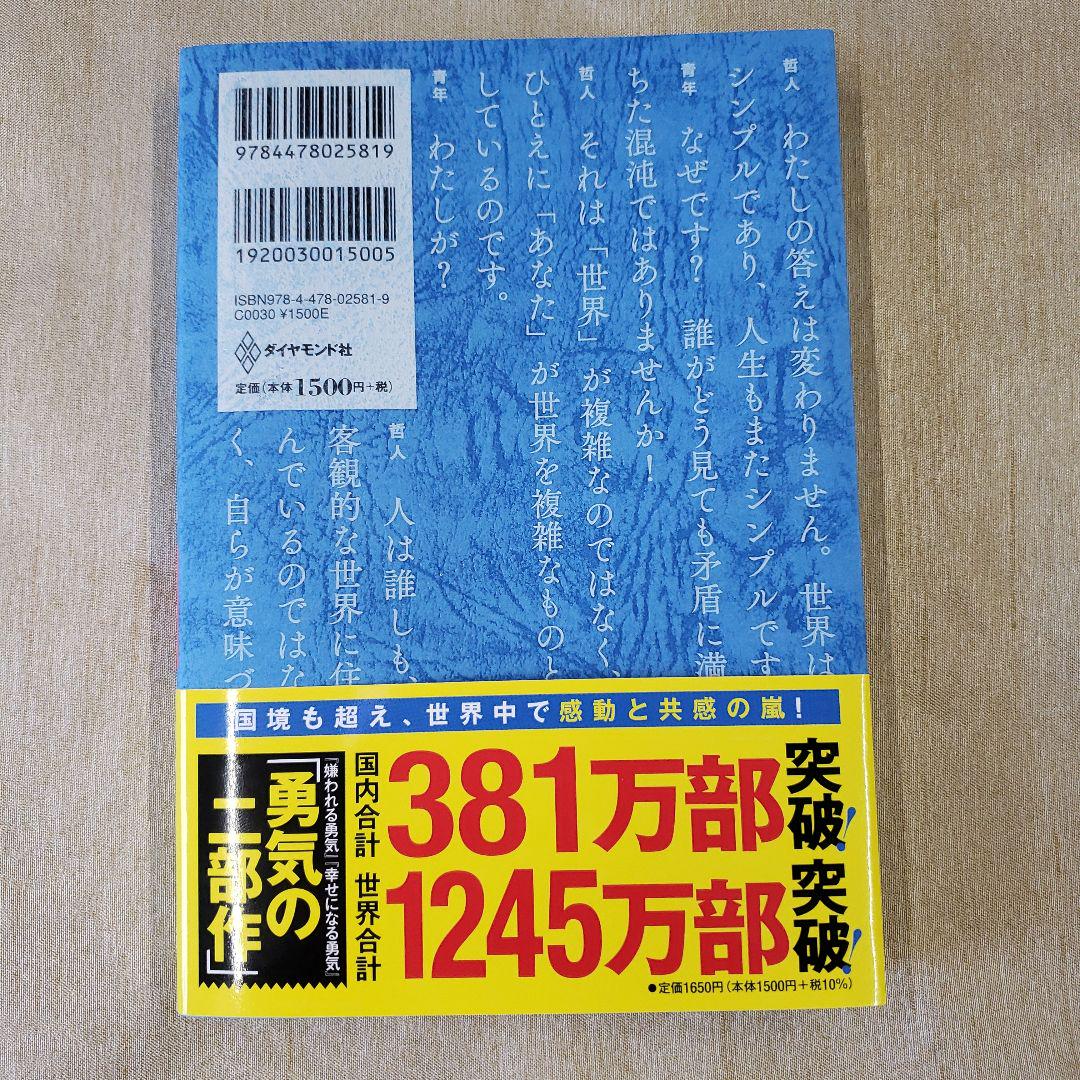 哲人　わたしの答えは変わりません。世界は
シンプルであり、人生もまたシンプルです
青年　なぜです？　誰がどう見ても矛盾に満
ちた混沌ではありませんか！
哲人　それは「世界」が複雑なのではなく、
ひとえに「あなた」が世界を複雑なものと
しているのです。
青年　わたしが？
哲人　人は誰しも、
客観的な世界に住
んでいるのではな
く、自らが意味づ
9784478025819
1920030015005
ISBN978-4-478-02581-9
C0030 ¥1500E
ダイヤモンド社
定価（本体1500円＋税）
国境も超え、世界中で感動と共感の嵐！
『嫌われる勇気』『幸せになる勇気』
「勇気の
二部作」
国内合計 381万部突破！
世界合計 1245万部突破！
●定価1650円（本体1500円＋税10%）